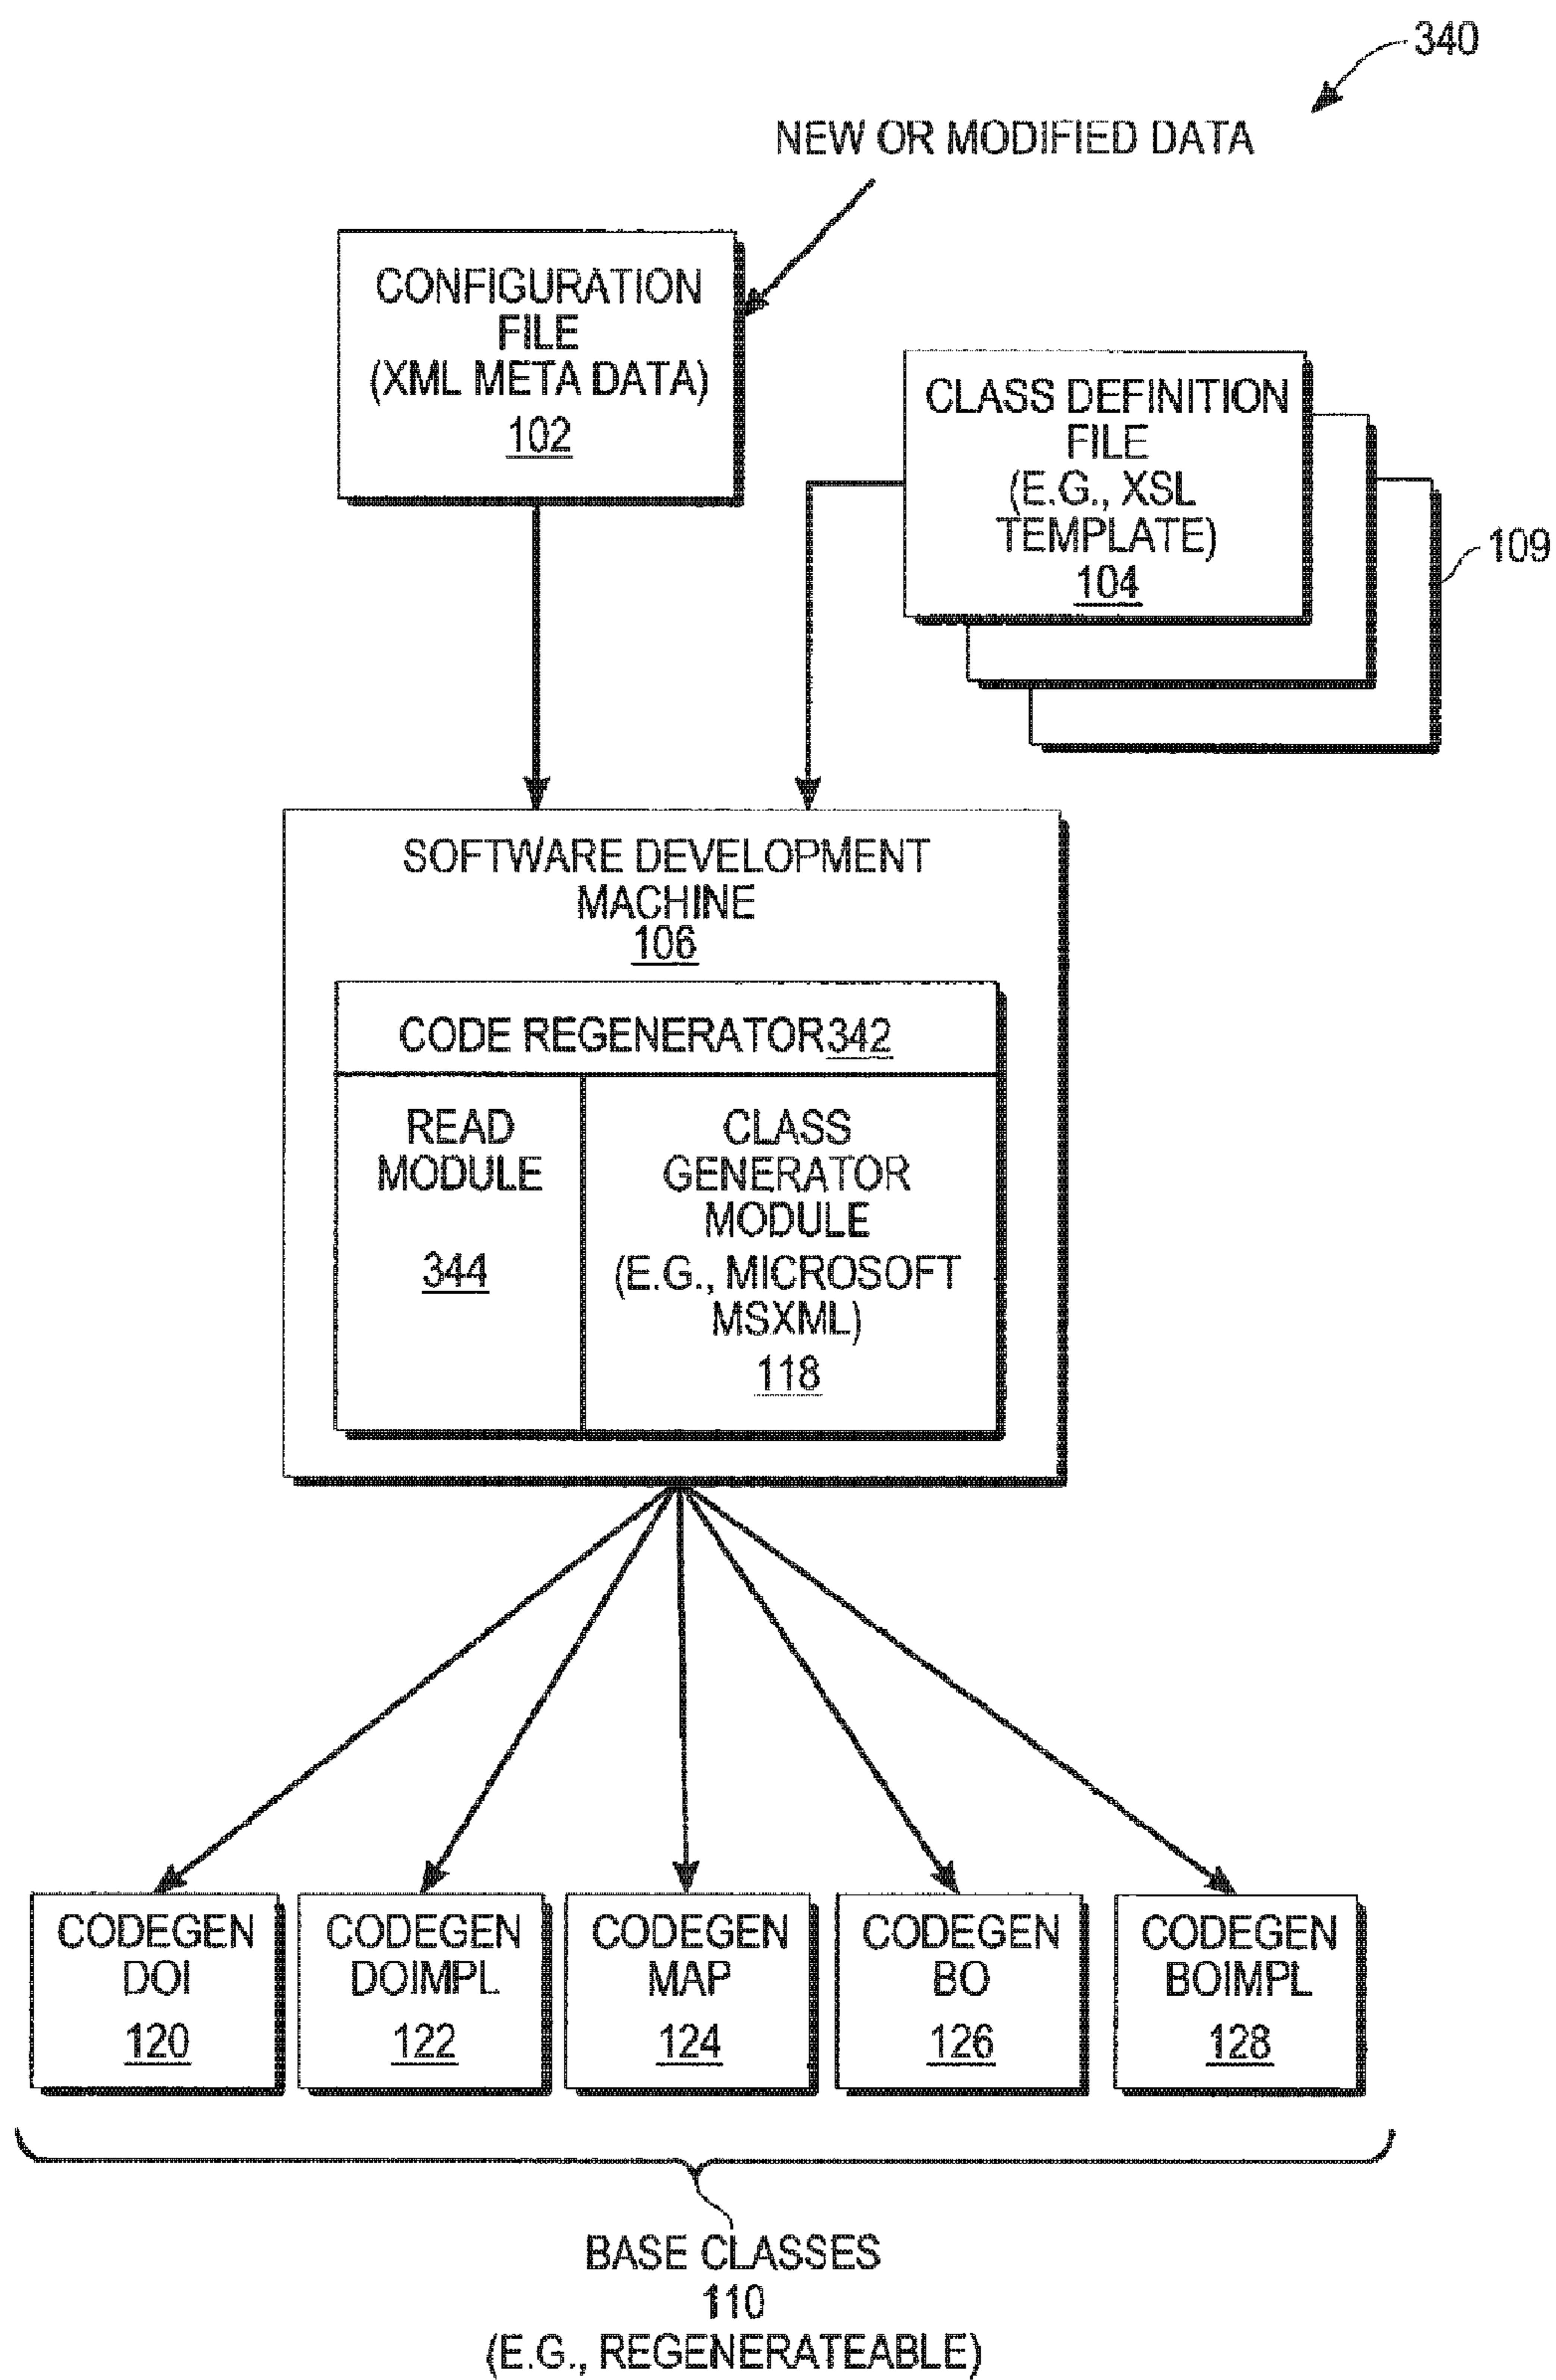 340
NEW OR MODIFIED DATA
CONFIGURATION
FILE
(XML META DATA)
102
CLASS DEFINITION
FILE
(E.G., XSL
TEMPLATE)
104
109
SOFTWARE DEVELOPMENT
MACHINE
106
CODE REGENERATOR 342
READ
MODULE
344
CLASS
GENERATOR
MODULE
(E.G., MICROSOFT
MSXML)
118
CODEGEN
DOI
120
CODEGEN
DOIMPL
122
CODEGEN
MAP
124
CODEGEN
BO
126
CODEGEN
BOIMPL
128
BASE CLASSES
110
(E.G., REGENERATEABLE)